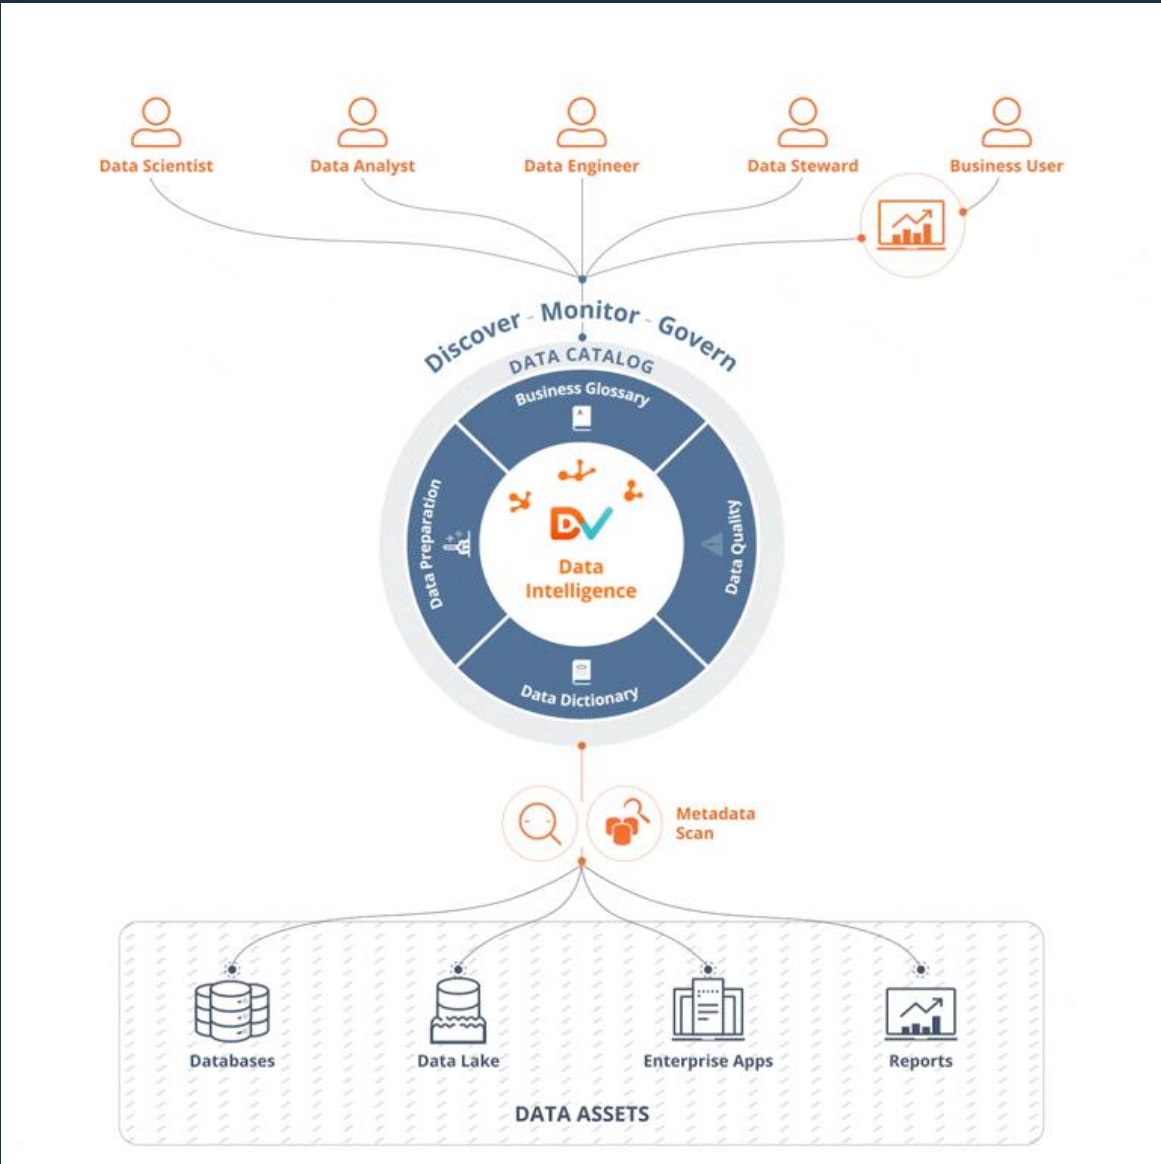 Data Scientist
Data Analyst
Data Engineer
Data Steward
Business User
Discover - Monitor - Govern
DATA CATALOG
Business Glossary
Data Preparation
Data Quality
DV
Data
Intelligence
Data Dictionary
Metadata
Scan
Databases
Data Lake
Enterprise Apps
Reports
DATA ASSETS